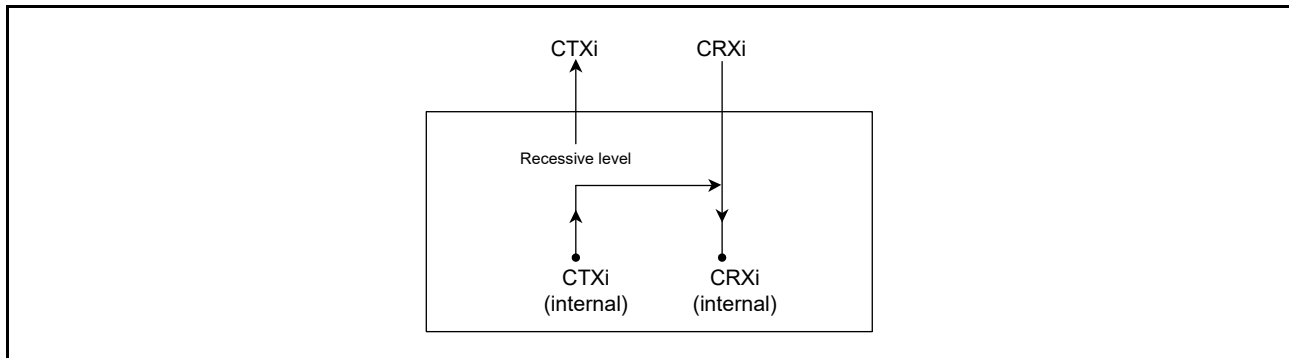 CTXi CRXi
Recessive level
CTXi CRXi
(internal) (internal)